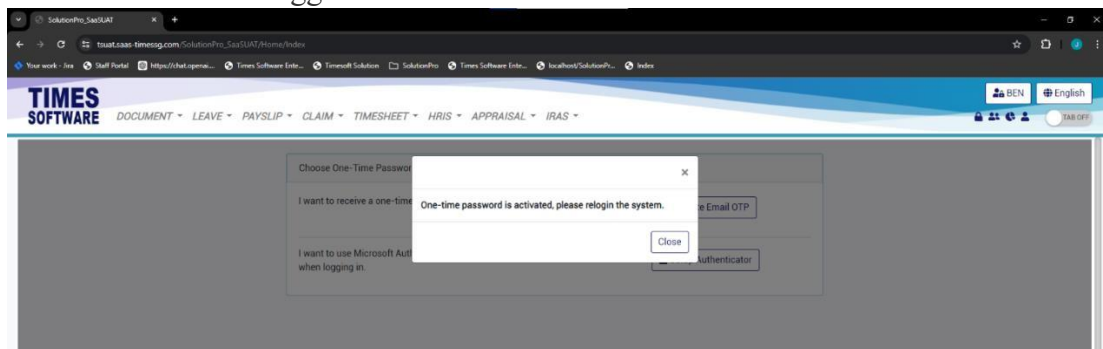 SolutionPro_SaaSUAT
tsuat.saas-timessg.com/SolutionPro_SaaSUAT/Home/Index
Your work - Jira Staff Portal https://chet.openai... Times Software Ente... Timesoft Solution SolutionPro Times Software Ente... localhost/SolutionPr... Index
BEN English
TIMES
SOFTWARE
DOCUMENT LEAVE PAYSLIP CLAIM TIMESHEET HRIS APPRAISAL IRAS
TAB OFF
Choose One-Time Passwor
I want to receive a one-time
One-time password is activated, please relogin the system.
Email OTP
Close
I want to use Microsoft Aut
when logging in.
Authenticator